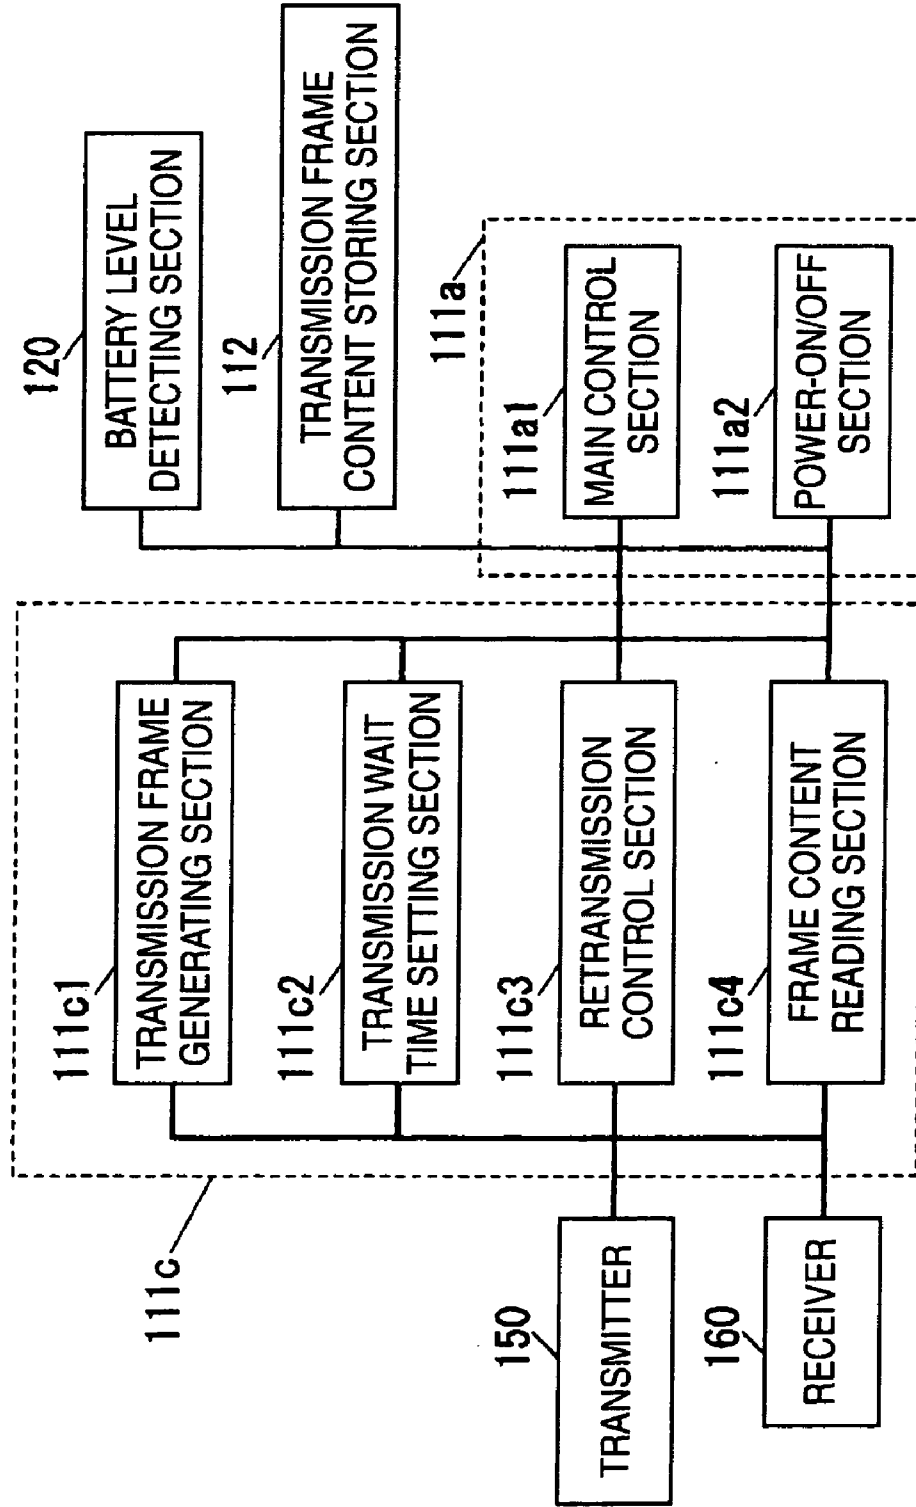 120
BATTERY LEVEL
DETECTING SECTION
112
TRANSMISSION FRAME
CONTENT STORING SECTION
111c
111c1
TRANSMISSION FRAME
GENERATING SECTION
111c2
TRANSMISSION WAIT
TIME SETTING SECTION
111a
150
TRANSMITTER
111c3
RETRANSMISSION
CONTROL SECTION
111a1
MAIN CONTROL
SECTION
160
RECEIVER
111c4
FRAME CONTENT
READING SECTION
111a2
POWER-ON/OFF
SECTION